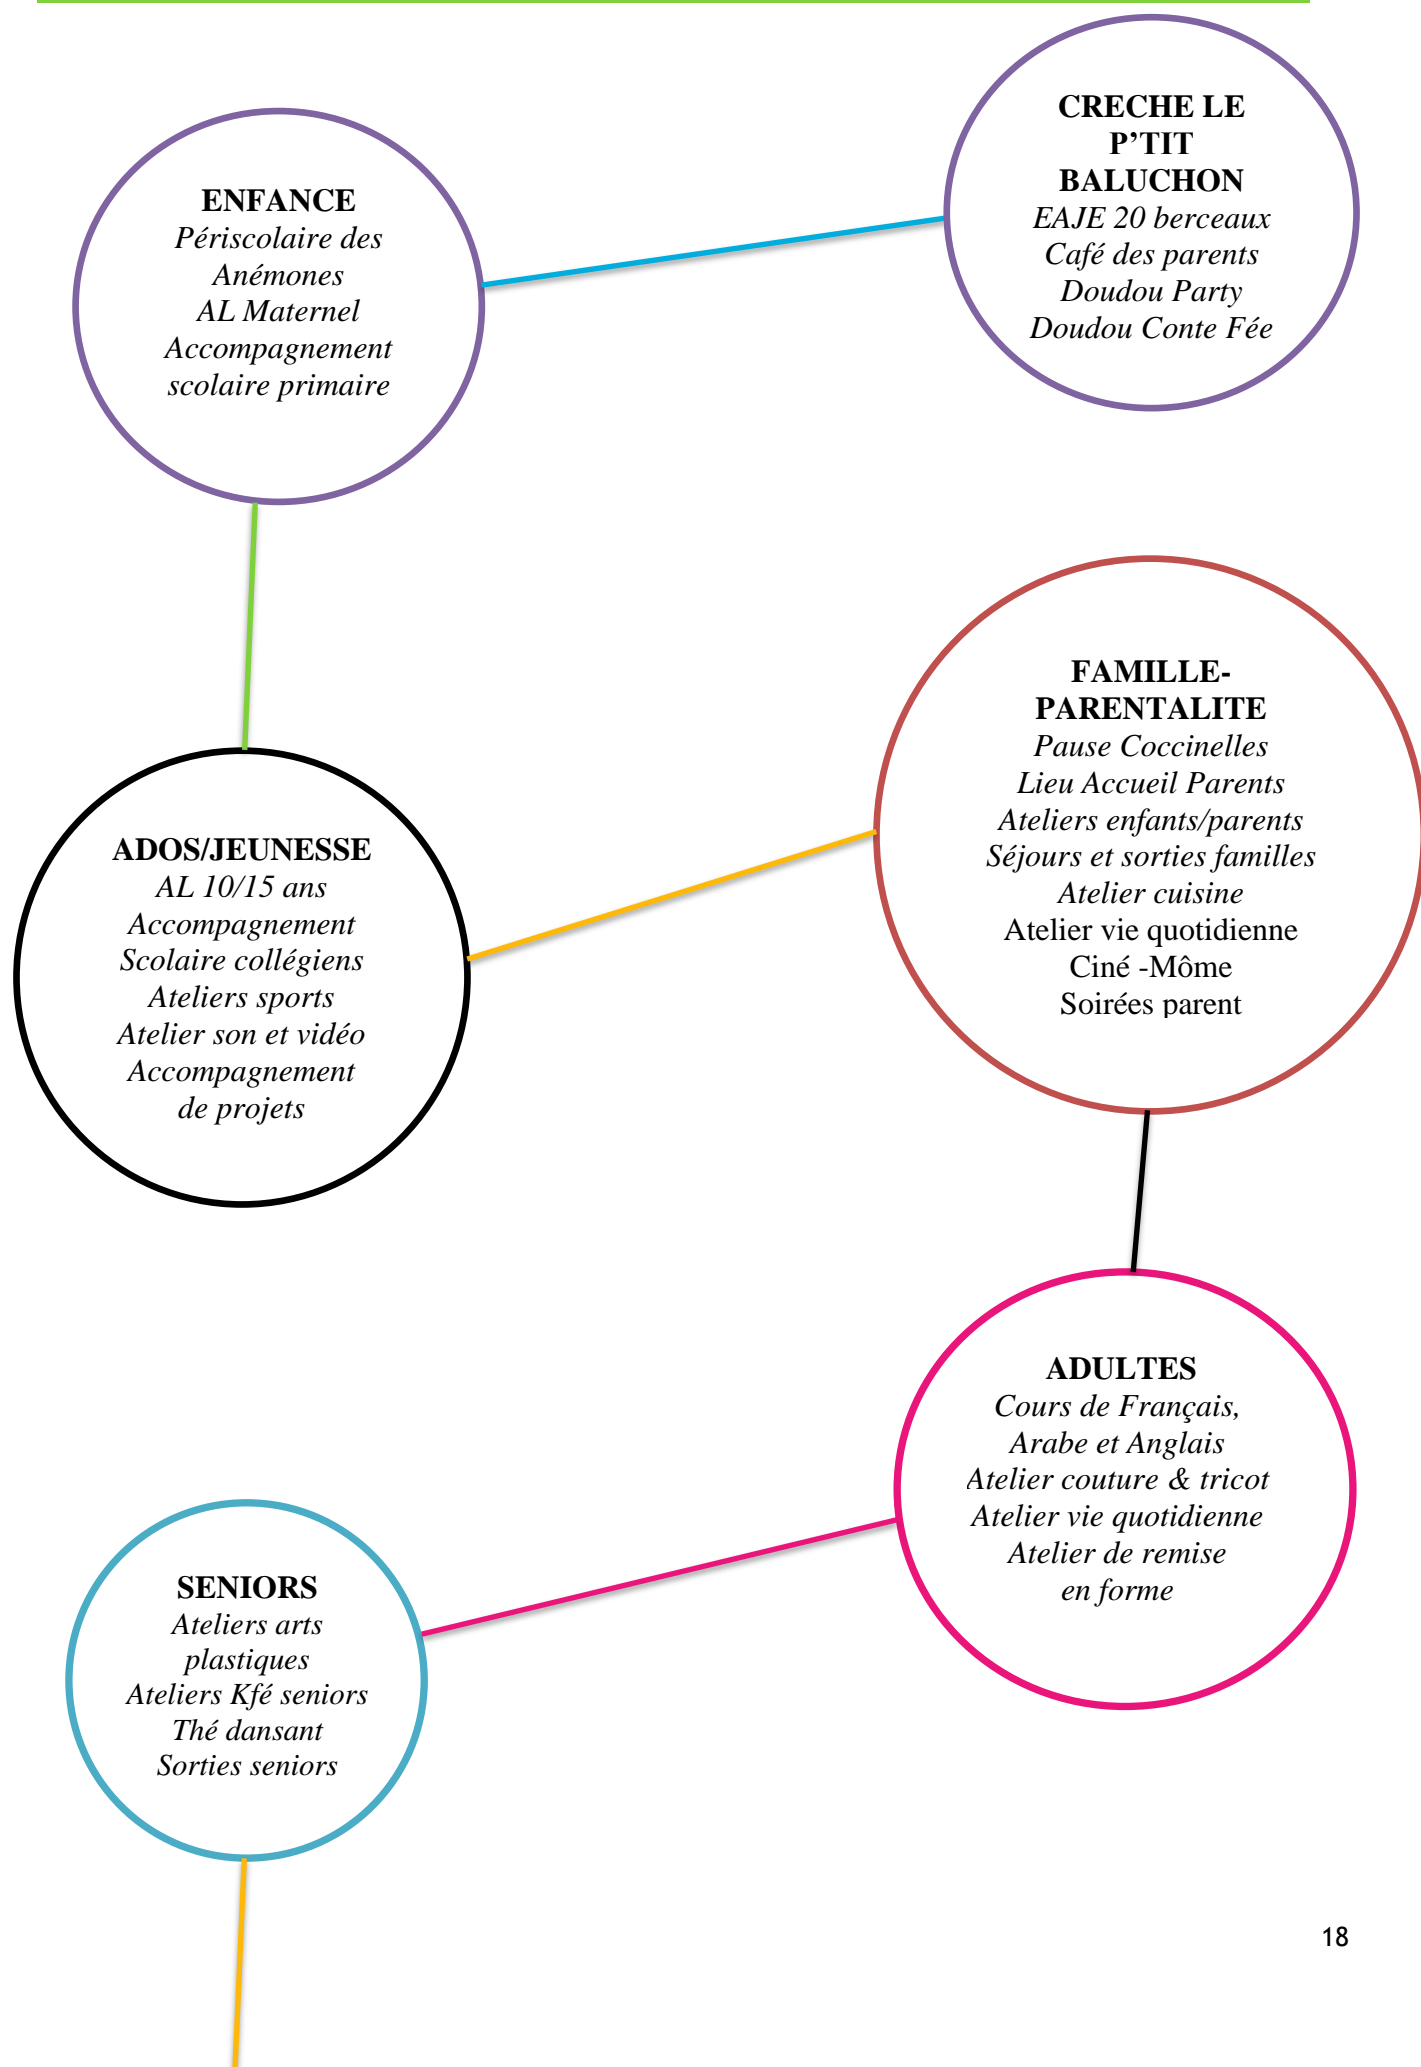 CRECHE LE
P'TIT
BALUCHON
EAJE 20 berceaux
Café des parents
Doudou Party
Doudou Conte Fée
ENFANCE
Périscolaire des
Anémones
AL Maternel
Accompagnement
scolaire primaire
FAMILLE-
PARENTALITE
Pause Coccinelles
Lieu Accueil Parents
Ateliers enfants/parents
Séjours et sorties familles
Atelier cuisine
Atelier vie quotidienne
Ciné -Môme
Soirées parent
ADOS/JEUNESSE
AL 10/15 ans
Accompagnement
Scolaire collégiens
Ateliers sports
Atelier son et vidéo
Accompagnement
de projets
ADULTES
Cours de Français,
Arabe et Anglais
Atelier couture & tricot
Atelier vie quotidienne
Atelier de remise
en forme
SENIORS
Ateliers arts
plastiques
Ateliers Kfé seniors
Thé dansant
Sorties seniors
18